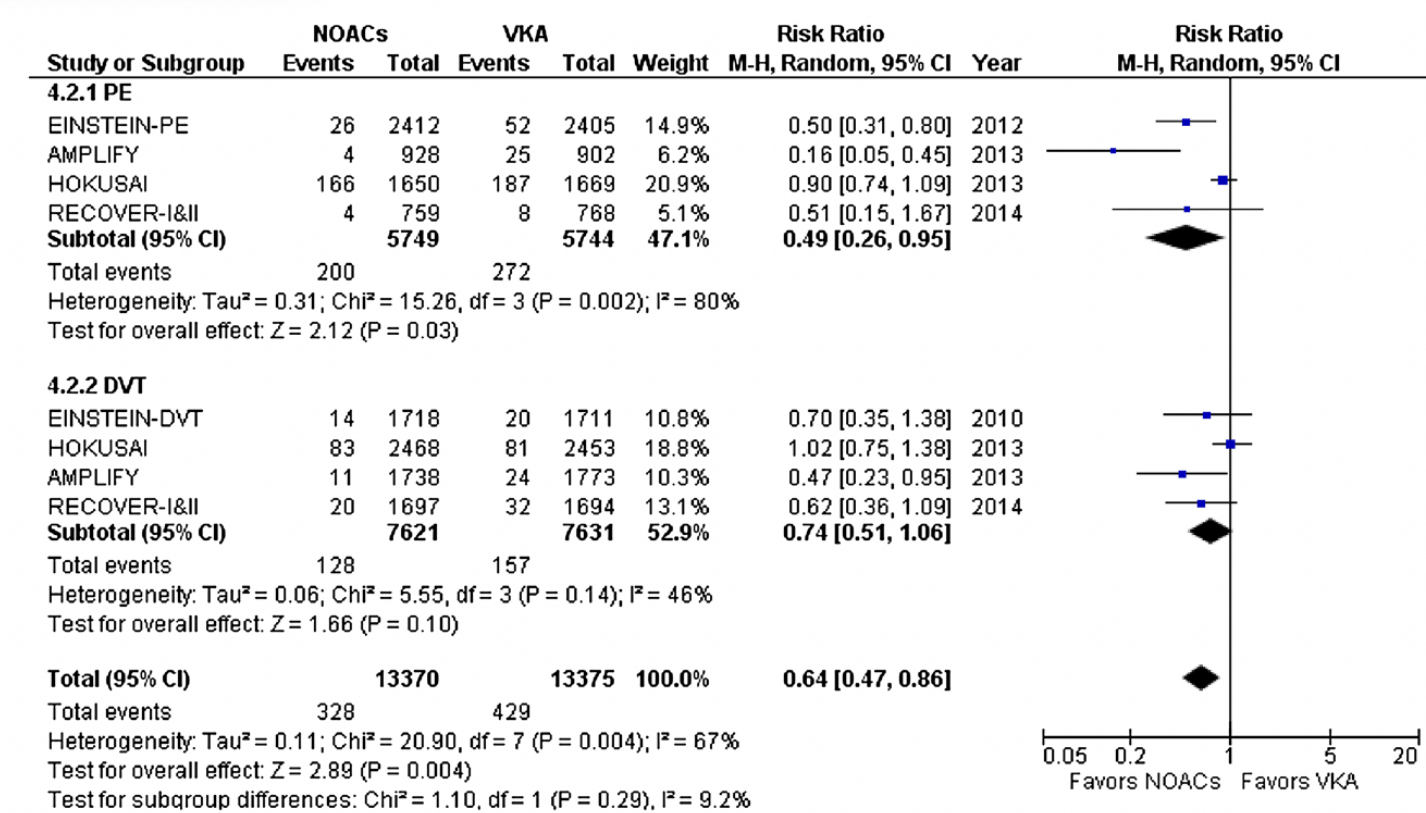 NOACs VKA Risk Ratio Risk Ratio
Study or Subgroup Events Total Events Total Weight M-H, Random, 95% CI Year M-H, Random, 95% CI
4.2.1 PE
EINSTEIN-PE 26 2412 52 2405 14.9% 0.50 [0.31, 0.80] 2012
AMPLIFY 4 928 25 902 6.2% 0.16 [0.05, 0.45] 2013
HOKUSAI 166 1650 187 1669 20.9% 0.90 [0.74, 1.09] 2013
RECOVER-I&II 4 759 8 768 5.1% 0.51 [0.15, 1.67] 2014
Subtotal (95% CI) 5749 5744 47.1% 0.49 [0.26, 0.95]
Total events 200 272
Heterogeneity: Tau² = 0.31; Chi² = 15.26, df = 3 (P = 0.002); I² = 80%
Test for overall effect: Z = 2.12 (P = 0.03)
4.2.2 DVT
EINSTEIN-DVT 14 1718 20 1711 10.8% 0.70 [0.35, 1.38] 2010
HOKUSAI 83 2468 81 2453 18.8% 1.02 [0.75, 1.38] 2013
AMPLIFY 11 1738 24 1773 10.3% 0.47 [0.23, 0.95] 2013
RECOVER-I&II 20 1697 32 1694 13.1% 0.62 [0.36, 1.09] 2014
Subtotal (95% CI) 7621 7631 52.9% 0.74 [0.51, 1.06]
Total events 128 157
Heterogeneity: Tau² = 0.06; Chi² = 5.55, df = 3 (P = 0.14); I² = 46%
Test for overall effect: Z = 1.66 (P = 0.10)
Total (95% CI) 13370 13375 100.0% 0.64 [0.47, 0.86]
Total events 328 429
Heterogeneity: Tau² = 0.11; Chi² = 20.90, df = 7 (P = 0.004); I² = 67%
Test for overall effect: Z = 2.89 (P = 0.004)
Test for subgroup differences: Chi² = 1.10, df = 1 (P = 0.29), I² = 9.2%
0.05 0.2 1 5 20
Favors NOACs Favors VKA